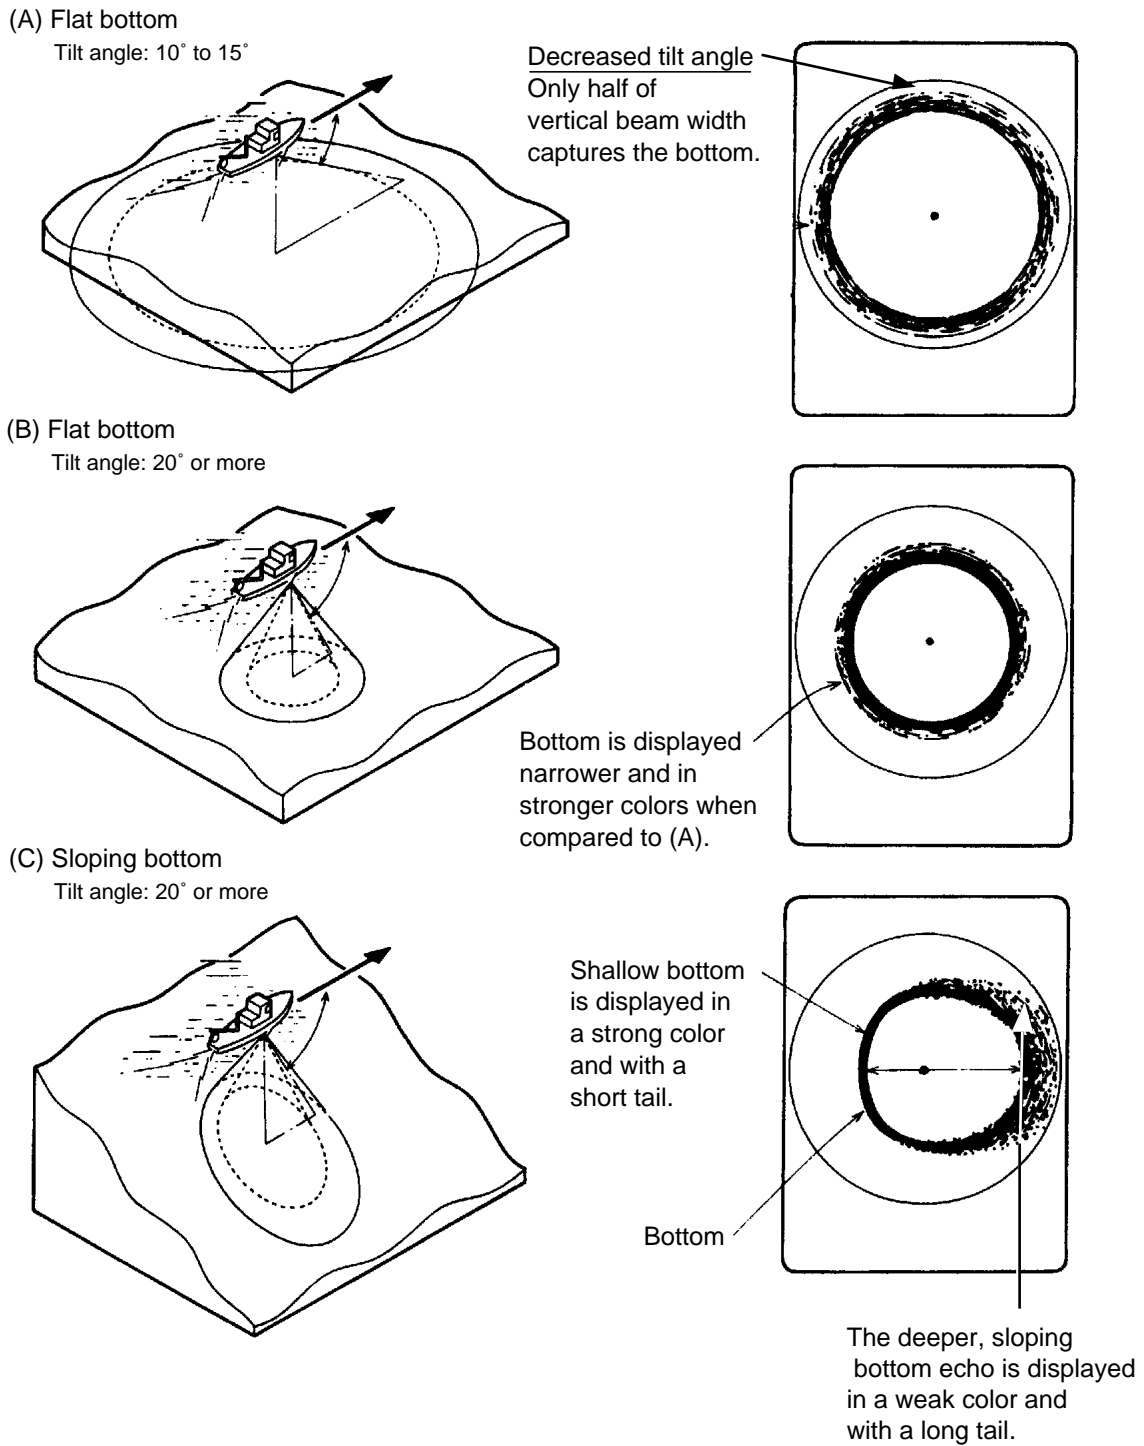 (A) Flat bottom
Tilt angle: 10˚ to 15˚
Decreased tilt angle
Only half of
vertical beam width
captures the bottom.
(B) Flat bottom
Tilt angle: 20˚ or more
Bottom is displayed
narrower and in
stronger colors when
compared to (A).
(C) Sloping bottom
Tilt angle: 20˚ or more
Shallow bottom
is displayed in
a strong color
and with a
short tail.
Bottom
The deeper, sloping
bottom echo is displayed
in a weak color and
with a long tail.